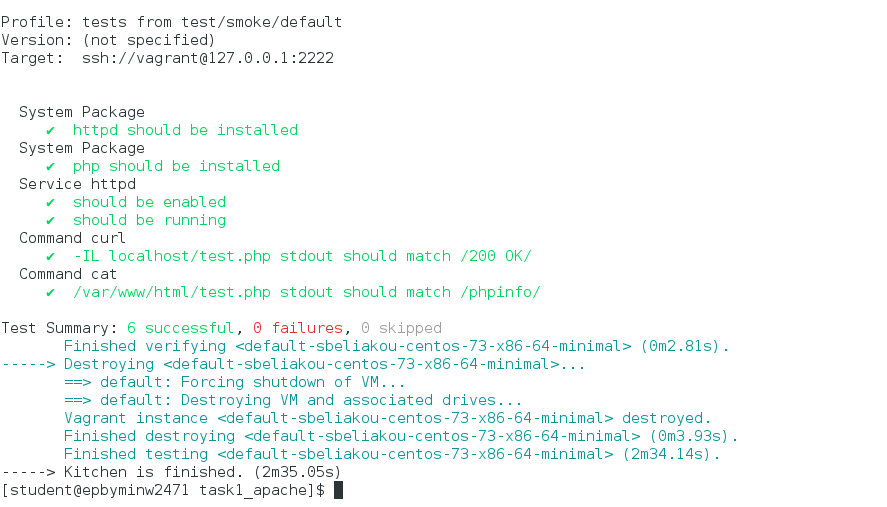 Profile: tests from test/smoke/default
Version: (not specified)
Target:  ssh://vagrant@127.0.0.1:2222
System Package
✔  httpd should be installed
System Package
✔  php should be installed
Service httpd
✔  should be enabled
✔  should be running
Command curl
✔  -IL localhost/test.php stdout should match /200 OK/
Command cat
✔  /var/www/html/test.php stdout should match /phpinfo/
Test Summary: 6 successful, 0 failures, 0 skipped
Finished verifying <default-sbeliakou-centos-73-x86-64-minimal> (0m2.81s).
-----> Destroying <default-sbeliakou-centos-73-x86-64-minimal>...
==> default: Forcing shutdown of VM...
==> default: Destroying VM and associated drives...
Vagrant instance <default-sbeliakou-centos-73-x86-64-minimal> destroyed.
Finished destroying <default-sbeliakou-centos-73-x86-64-minimal> (0m3.93s).
Finished testing <default-sbeliakou-centos-73-x86-64-minimal> (2m34.14s).
-----> Kitchen is finished. (2m35.05s)
[student@epbyminw2471 task1_apache]$